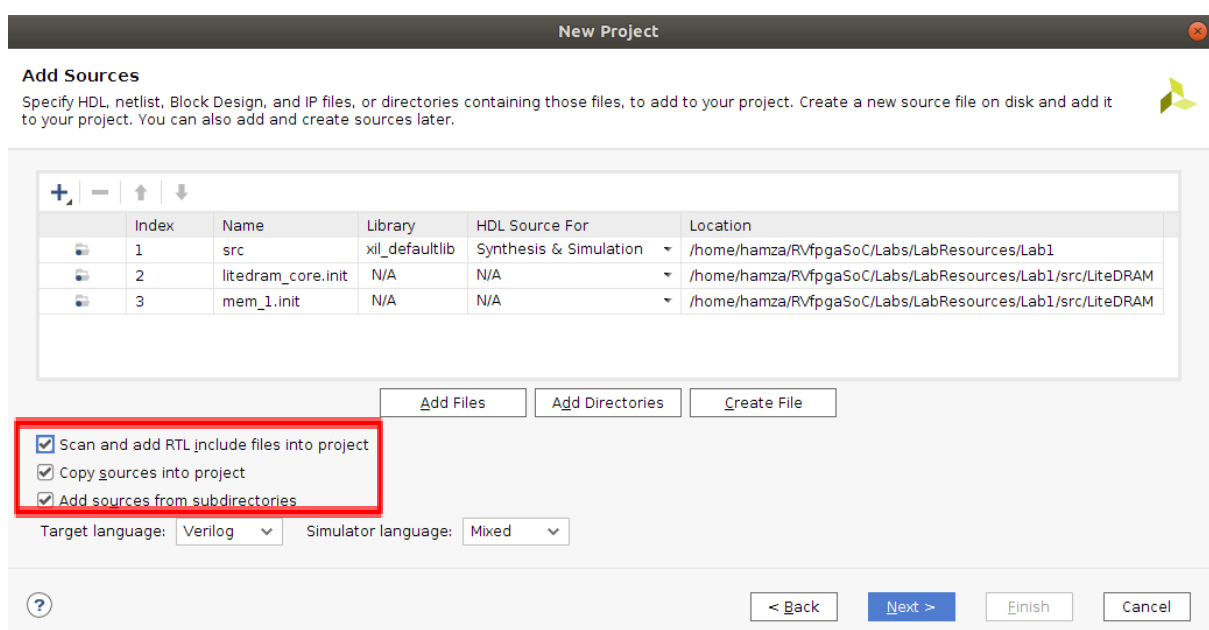 New Project
Add Sources
Specify HDL, netlist, Block Design, and IP files, or directories containing those files, to add to your project. Create a new source file on disk and add it
to your project. You can also add and create sources later.
Index Name Library HDL Source For Location
1 src xil_defaultlib Synthesis & Simulation /home/hamza/RVfpgaSoC/Labs/LabResources/Lab1
2 litedram_core.init N/A N/A /home/hamza/RVfpgaSoC/Labs/LabResources/Lab1/src/LiteDRAM
3 mem_1.init N/A N/A /home/hamza/RVfpgaSoC/Labs/LabResources/Lab1/src/LiteDRAM
Add Files Add Directories Create File
Scan and add RTL include files into project
Copy sources into project
Add sources from subdirectories
Target language: Verilog Simulator language: Mixed
? < Back Next > Finish Cancel